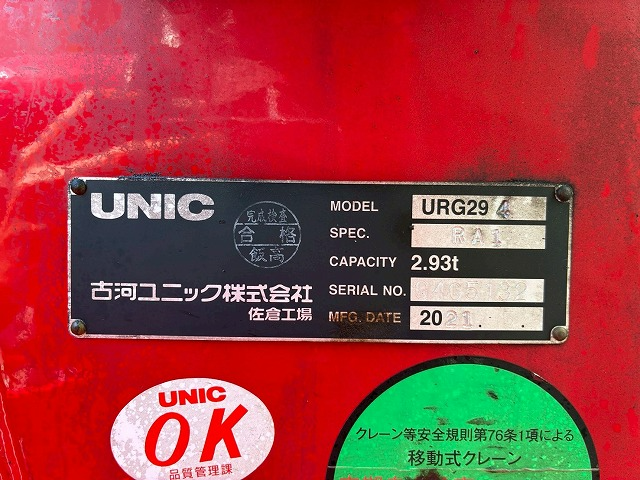 UNIC
完成検査
合格
飯高
古河ユニック株式会社
佐倉工場
MODEL URG294
SPEC. RA1
CAPACITY 2.93t
SERIAL NO.
MFG. DATE 2021
UNIC
OK
品質管理課
クレーン等安全規則第76条1項による
移動式クレーン